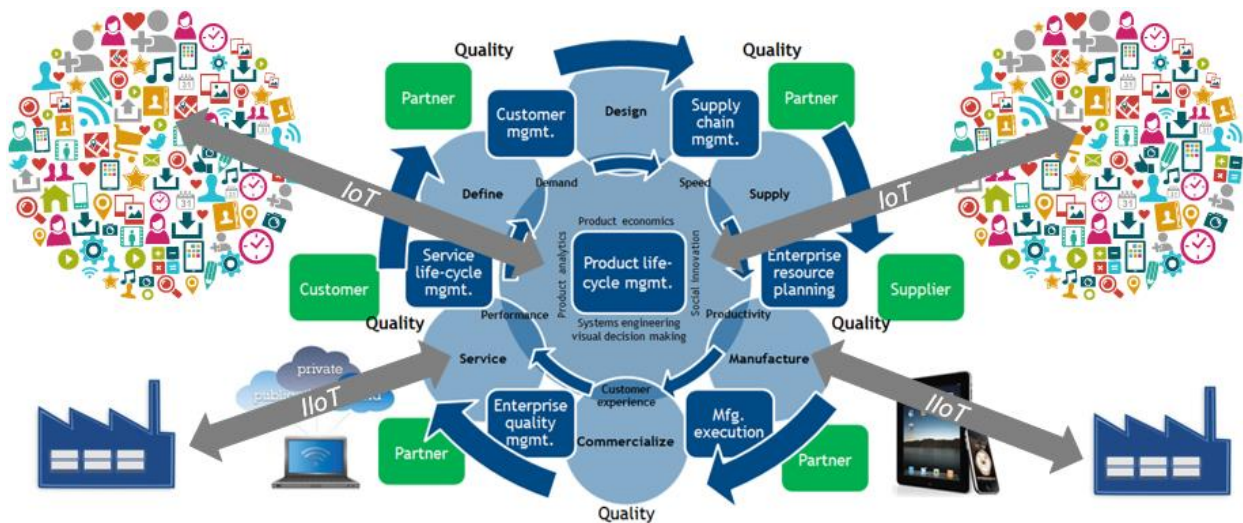 Quality
Quality
Partner
Customer
mgmt.
Design
Supply
chain mgmt.
Partner
Define
Demand
Speed
Supply
IoT
IoT
Product economics
Product analytics
Product life-
cycle mgmt.
Social innovation
Service
life-cycle
mgmt.
Enterprise
resource
planning
Customer
Supplier
Systems engineering
visual decision making
Performance
Productivity
Quality
Quality
Service
Manufacture
private
public
IIoT
IIoT
Customer
experience
Enterprise
quality
mgmt.
Commercialize
Mfg.
execution
Partner
Partner
Quality